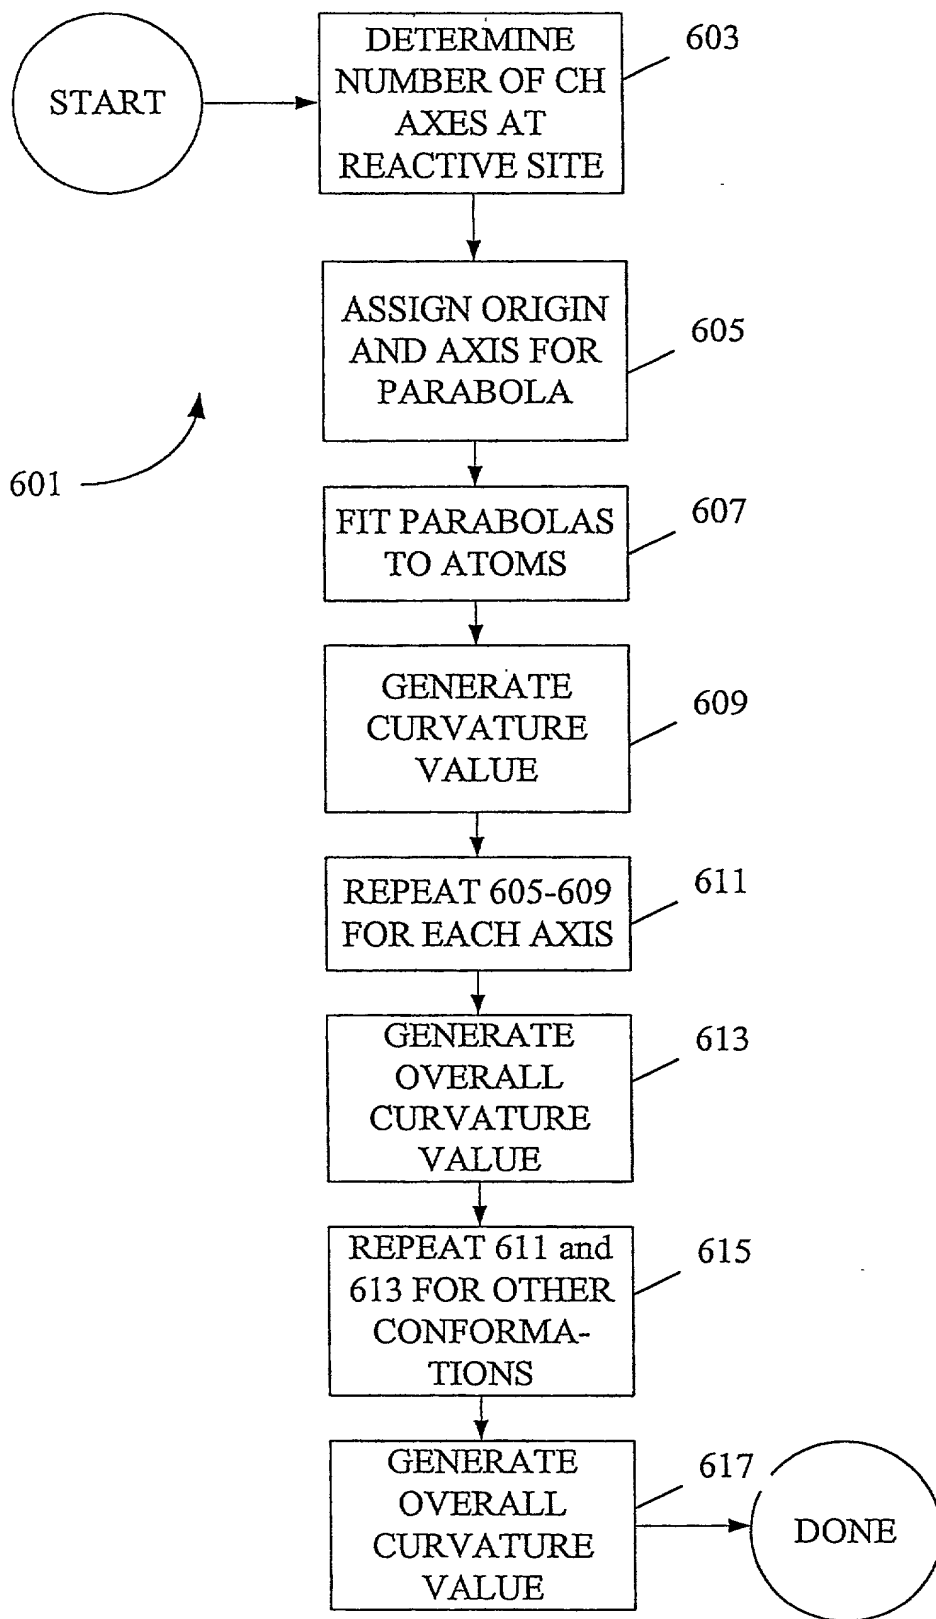 START
DETERMINE
NUMBER OF CH
AXES AT
REACTIVE SITE
603
ASSIGN ORIGIN
AND AXIS FOR
PARABOLA
605
601
FIT PARABOLAS
TO ATOMS
607
GENERATE
CURVATURE
VALUE
609
REPEAT 605-609
FOR EACH AXIS
611
GENERATE
OVERALL
CURVATURE
VALUE
613
REPEAT 611 and
613 FOR OTHER
CONFORMA-
TIONS
615
GENERATE
OVERALL
CURVATURE
VALUE
617
DONE